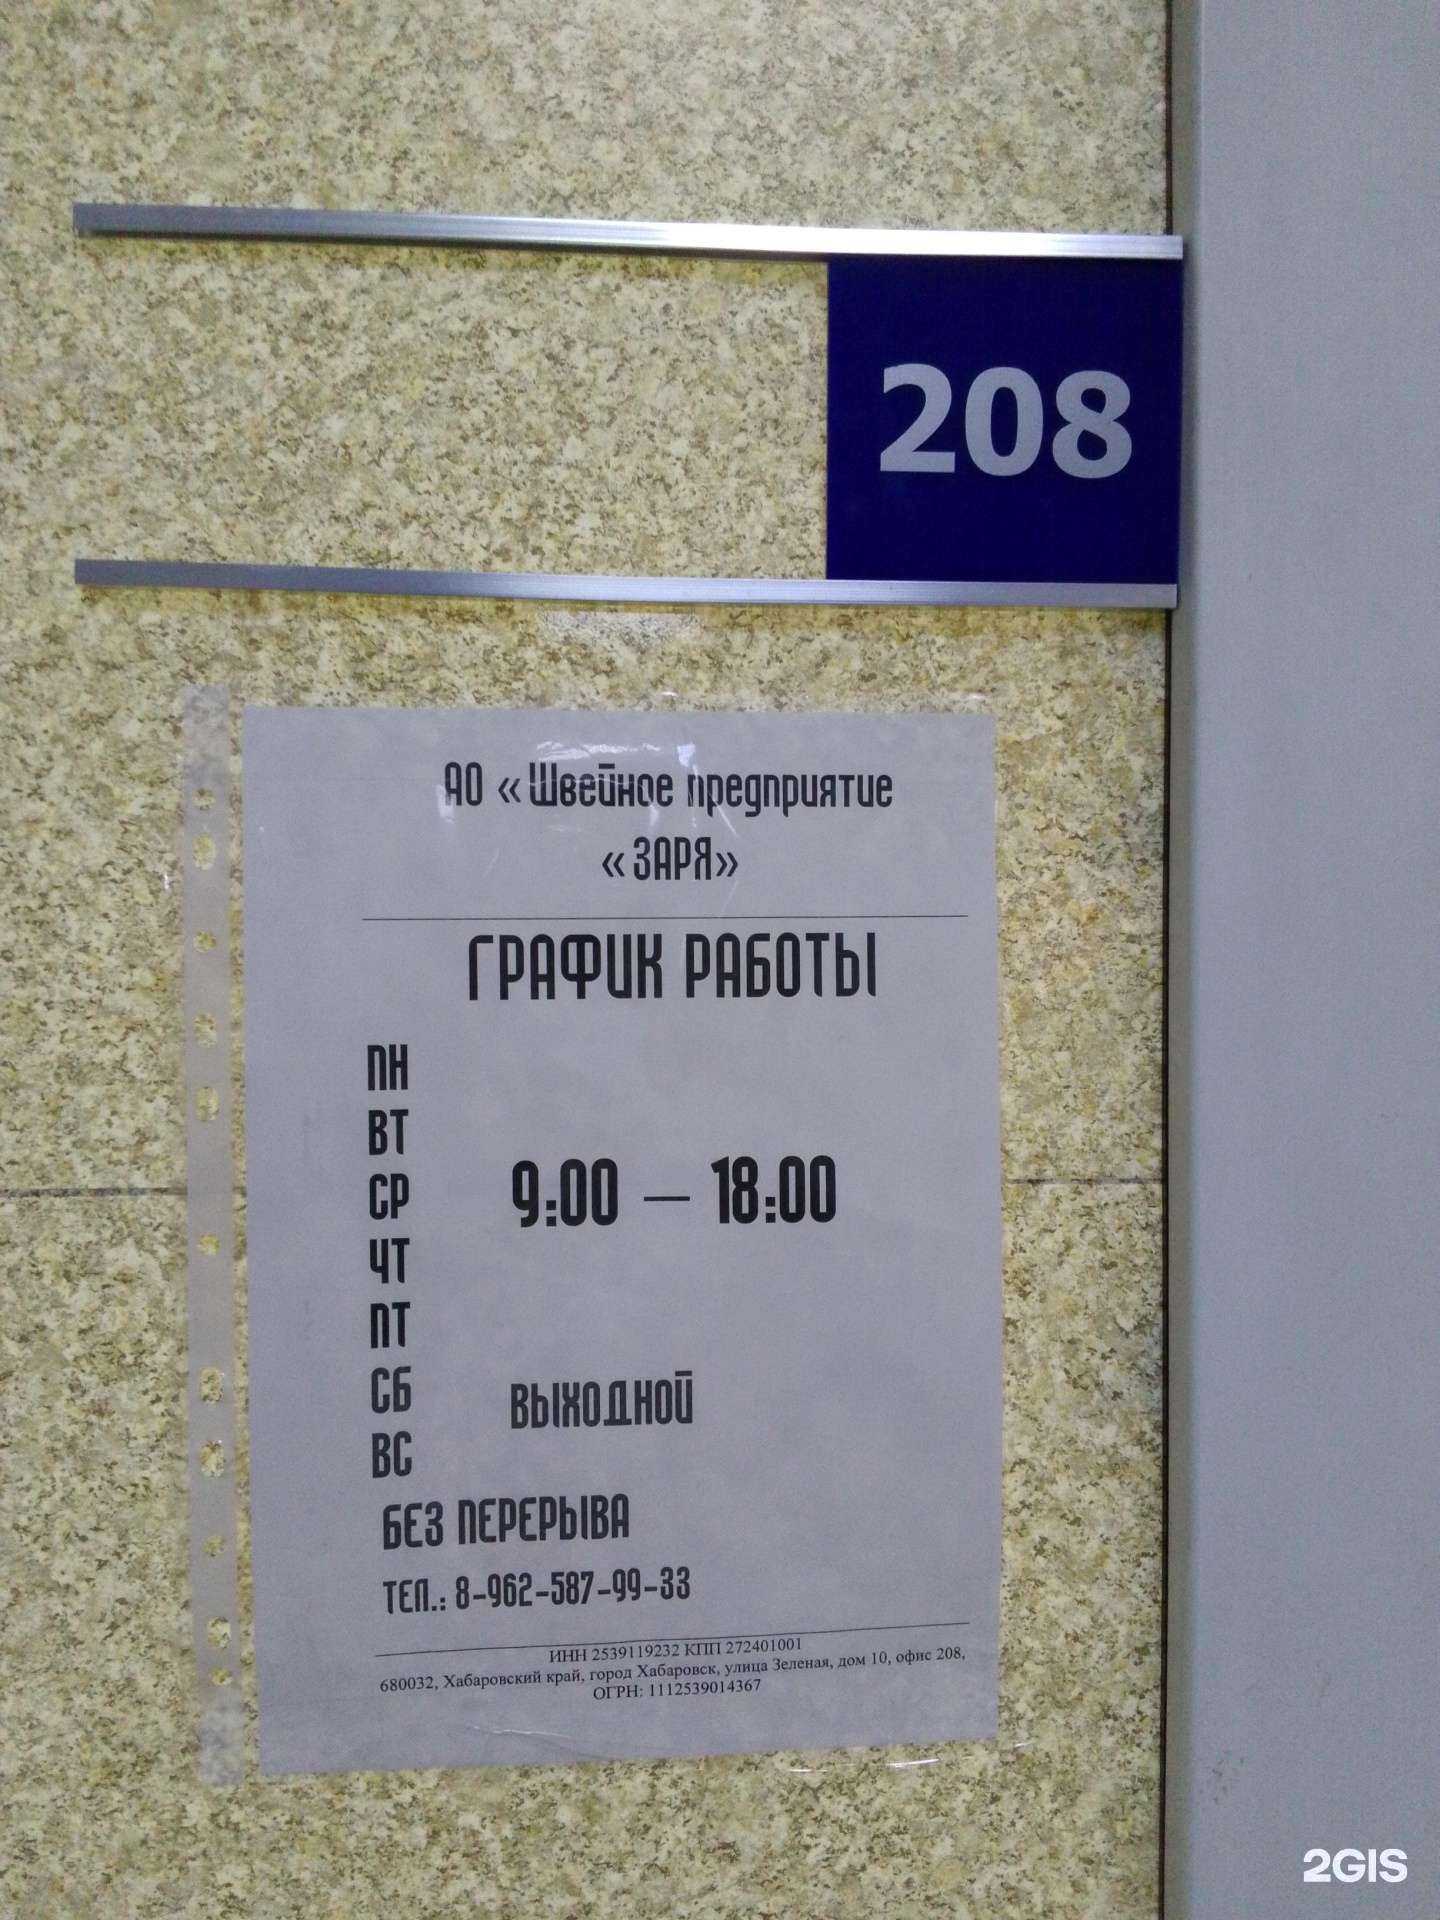 208
АО «Швейное предприятие
«ЗАРЯ»
ГРАФИК РАБОТЫ
ПН
ВТ
СР 9:00 – 18:00
ЧТ
ПТ
СБ ВЫХОДНОЙ
ВС
БЕЗ ПЕРЕРЫВА
ТЕЛ.: 8-962-587-99-33
ИНН 2539119232 КПП 272401001
680032, Хабаровский край, город Хабаровск, улица Зеленая, дом 10, офис 208,
ОГРН: 1112539014367
2GIS